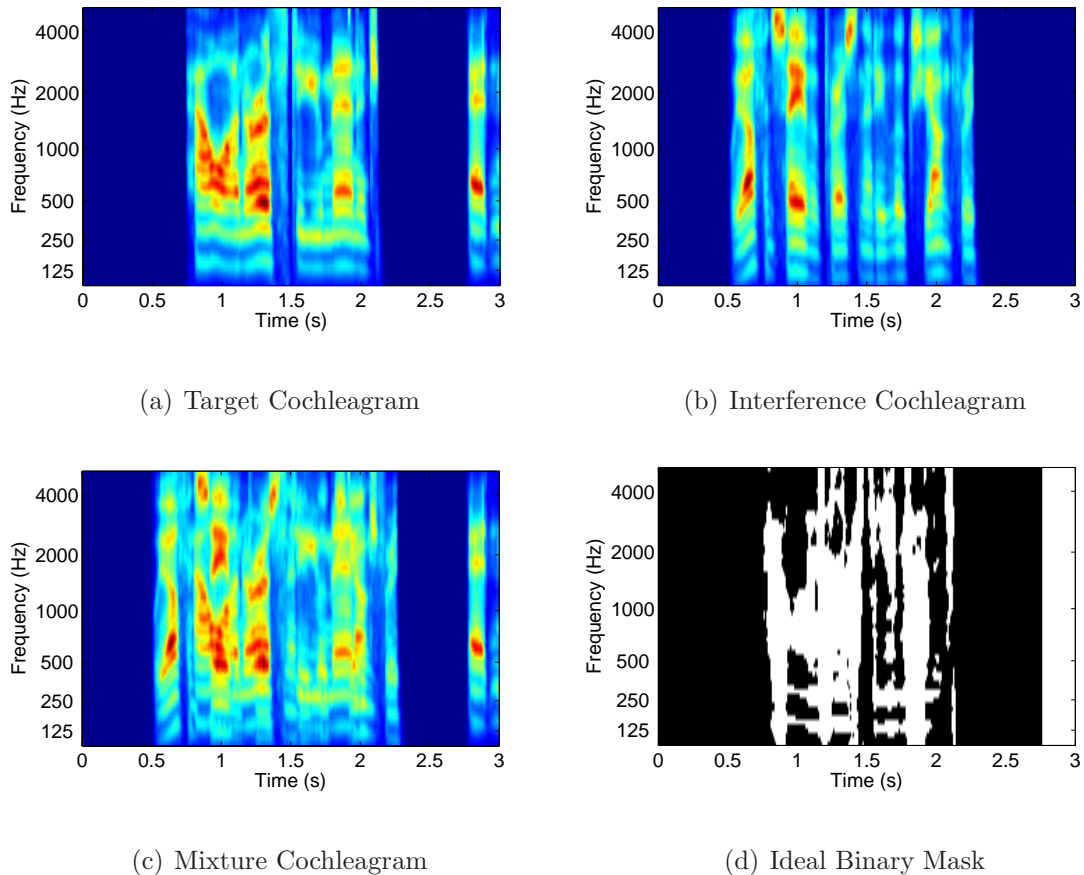 4000
2000
1000
500
250
125
Frequency (Hz)
0 0.5 1 1.5 2 2.5 3
Time (s)
(a) Target Cochleagram
4000
2000
1000
500
250
125
Frequency (Hz)
0 0.5 1 1.5 2 2.5 3
Time (s)
(b) Interference Cochleagram
4000
2000
1000
500
250
125
Frequency (Hz)
0 0.5 1 1.5 2 2.5 3
Time (s)
(c) Mixture Cochleagram
4000
2000
1000
500
250
125
Frequency (Hz)
0 0.5 1 1.5 2 2.5 3
Time (s)
(d) Ideal Binary Mask